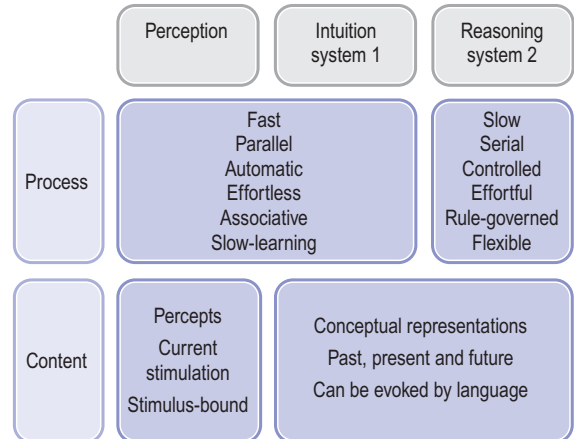 Perception
Intuition
system 1
Reasoning
system 2
Process
Fast
Parallel
Automatic
Effortless
Associative
Slow-learning
Slow
Serial
Controlled
Effortful
Rule-governed
Flexible
Content
Percepts
Current
stimulation
Stimulus-bound
Conceptual representations
Past, present and future
Can be evoked by language